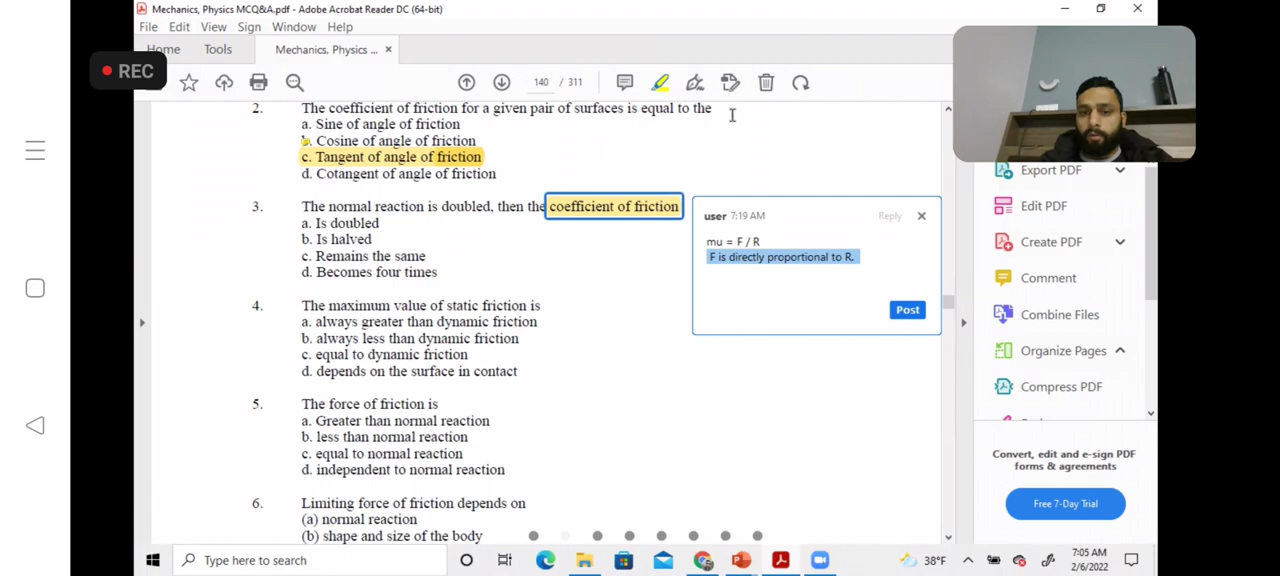 Mechanics, Physics MCQ&A.pdf - Adobe Acrobat Reader DC (64-bit)
File Edit View Sign Window Help
Home Tools Mechanics, Physics ... ×
REC
140 / 311
2. The coefficient of friction for a given pair of surfaces is equal to the
a. Sine of angle of friction
b. Cosine of angle of friction
c. Tangent of angle of friction
d. Cotangent of angle of friction
3. The normal reaction is doubled, then the coefficient of friction
a. Is doubled
b. Is halved
c. Remains the same
d. Becomes four times
4. The maximum value of static friction is
a. always greater than dynamic friction
b. always less than dynamic friction
c. equal to dynamic friction
d. depends on the surface in contact
5. The force of friction is
a. Greater than normal reaction
b. less than normal reaction
c. equal to normal reaction
d. independent to normal reaction
6. Limiting force of friction depends on
(a) normal reaction
(b) shape and size of the body
user 7:19 AM Reply
mu = F / R
F is directly proportional to R.
Post
Export PDF
Edit PDF
Create PDF
Comment
Combine Files
Organize Pages
Compress PDF
Convert, edit and e-sign PDF
forms & agreements
Free 7-Day Trial
Type here to search
38°F
7:05 AM
2/6/2022